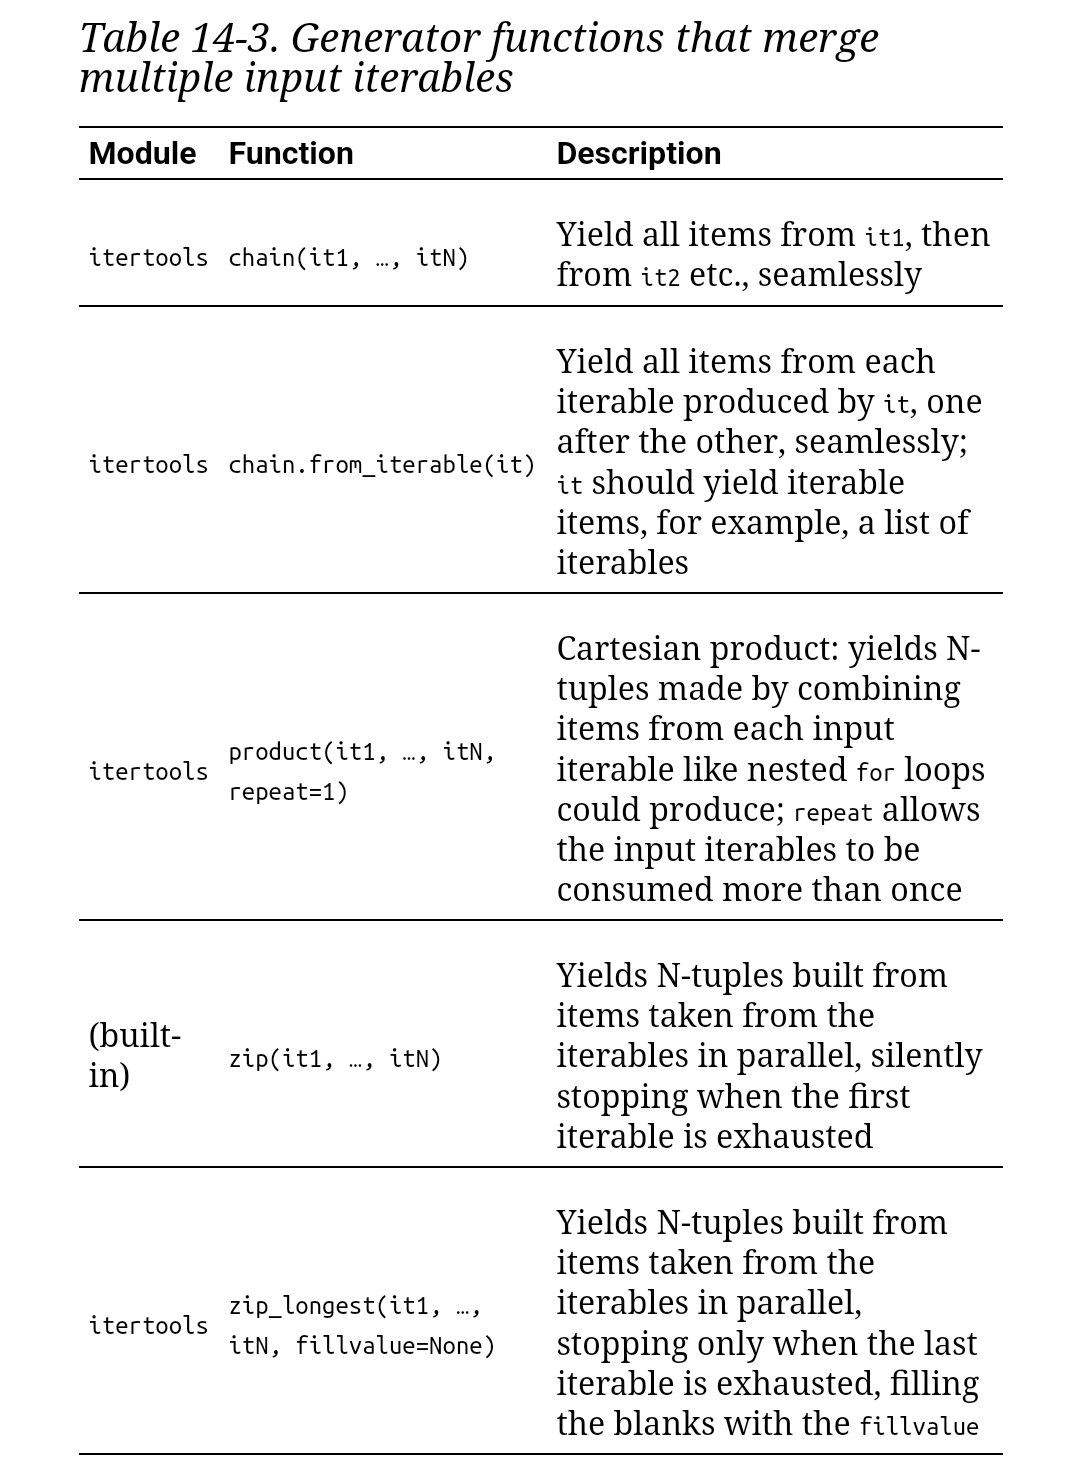 Table 14-3. Generator functions that merge
multiple input iterables
Module Function Description
itertools chain(it1, …, itN) Yield all items from it1, then
from it2 etc., seamlessly
itertools chain.from_iterable(it) Yield all items from each
iterable produced by it, one
after the other, seamlessly;
it should yield iterable
items, for example, a list of
iterables
itertools product(it1, …, itN,
repeat=1)
Cartesian product: yields N-
tuples made by combining
items from each input
iterable like nested for loops
could produce; repeat allows
the input iterables to be
consumed more than once
(built-
in)
zip(it1, …, itN)
Yields N-tuples built from
items taken from the
iterables in parallel, silently
stopping when the first
iterable is exhausted
itertools zip_longest(it1, …,
itN, fillvalue=None)
Yields N-tuples built from
items taken from the
iterables in parallel,
stopping only when the last
iterable is exhausted, filling
the blanks with the fillvalue